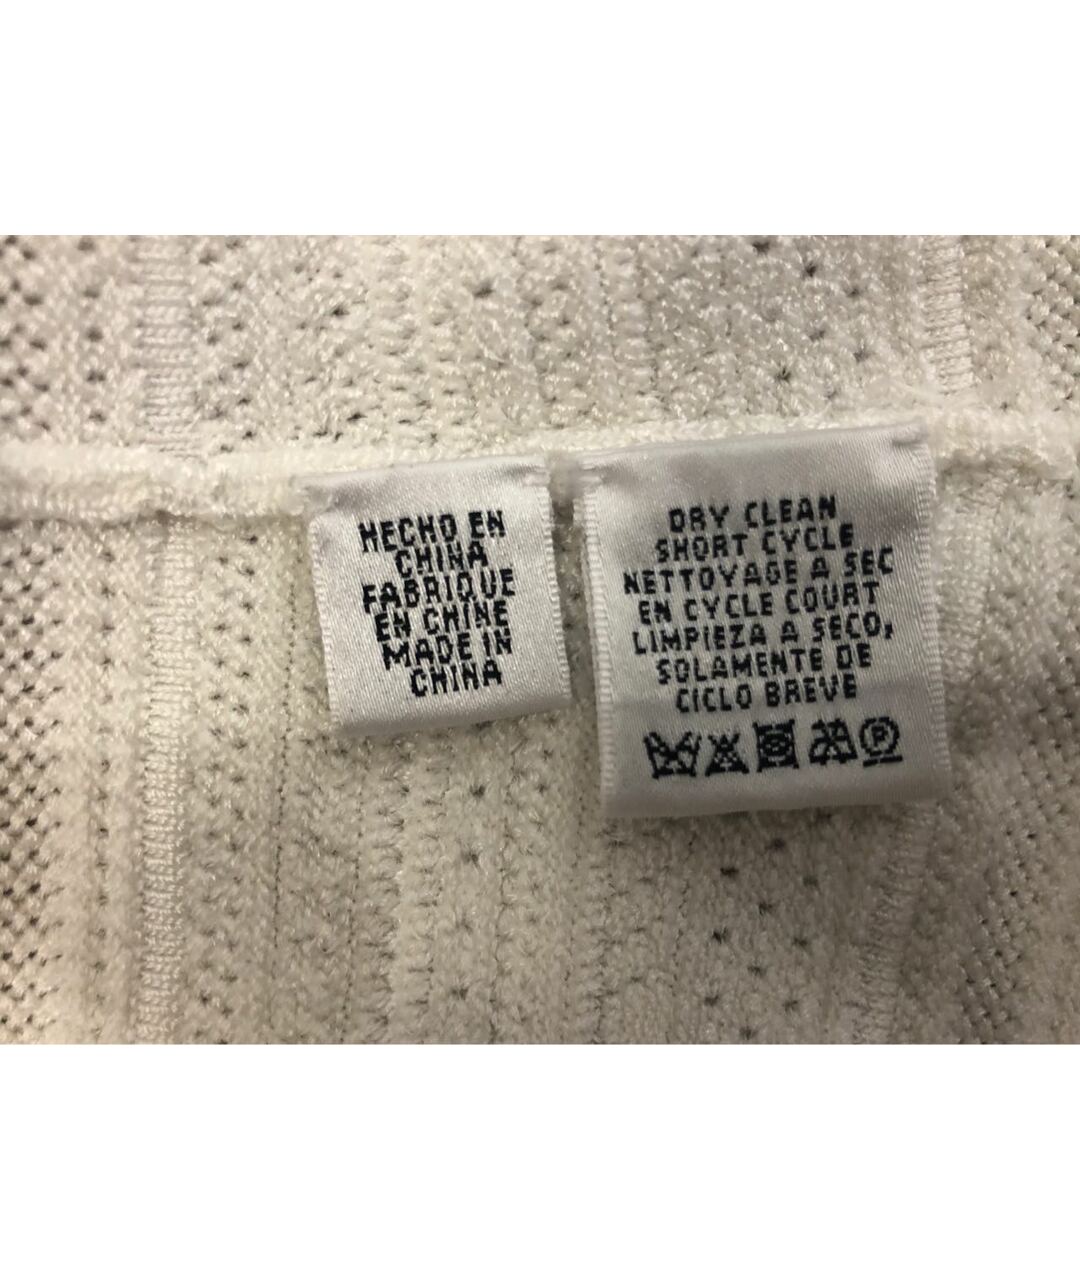 HECHO EN
CHINA
FABRIQUE
EN CHINE
MADE IN
CHINA
DRY CLEAN
SHORT CYCLE
NETTOYAGE A SEC
EN CYCLE COURT
LIMPIEZA A SECO,
SOLAMENTE DE
CICLO BREVE
P